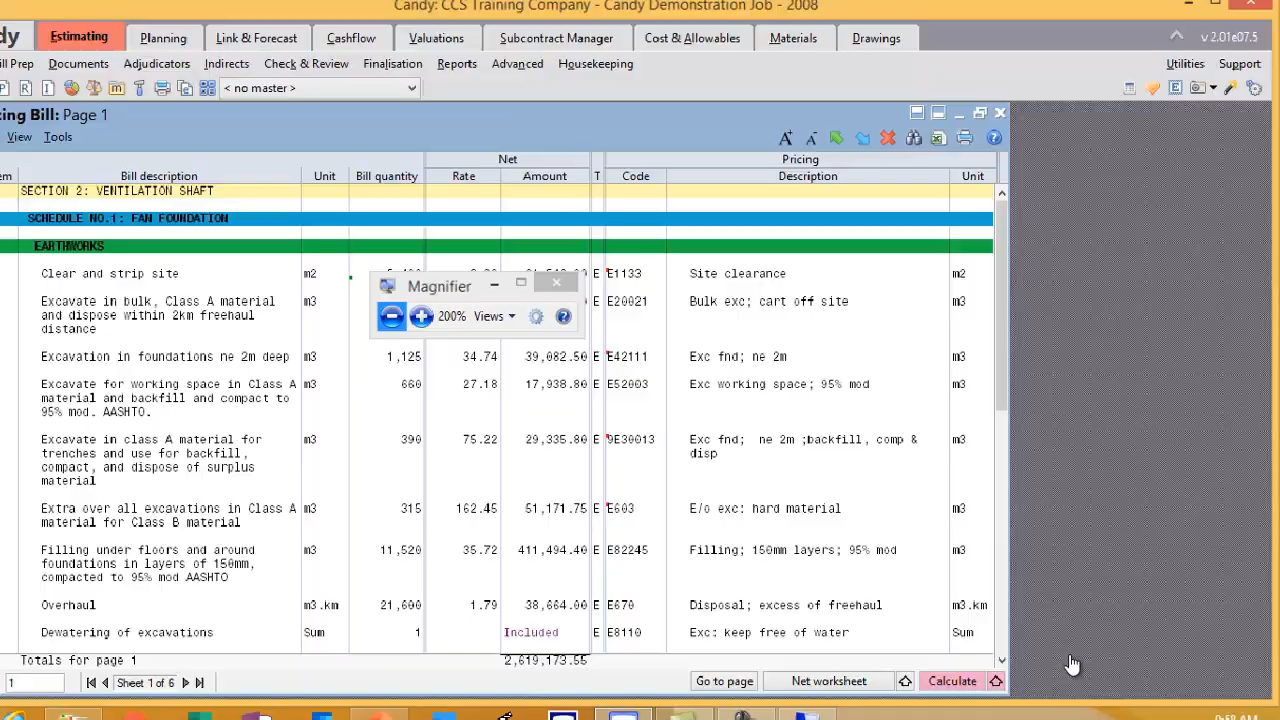 Candy: CCS Training Company - Candy Demonstration Job - 2008
dy Estimating Planning Link & Forecast Cashflow Valuations Subcontract Manager Cost & Allowables Materials Drawings v 2.01e07.5
ill Prep Documents Adjudicators Indirects Check & Review Finalisation Reports Advanced Housekeeping Utilities Support
< no master >
cing Bill: Page 1
View Tools
Net Pricing
em Bill description Unit Bill quantity Rate Amount T Code Description Unit
SECTION 2: VENTILATION SHAFT
SCHEDULE NO.1: FAN FOUNDATION
EARTHWORKS
Clear and strip site m2 E E1133 Site clearance m2
Magnifier
200% Views
Excavate in bulk, Class A material m3 E E20021 Bulk exc; cart off site m3
and dispose within 2km freehaul
distance
Excavation in foundations ne 2m deep m3 1,125 34.74 39,082.50 E E42111 Exc fnd; ne 2m m3
Excavate for working space in Class A m3 660 27.18 17,938.80 E E52003 Exc working space; 95% mod m3
material and backfill and compact to
95% mod. AASHTO.
Excavate in class A material for m3 390 75.22 29,335.80 E 9E30013 Exc fnd; ne 2m ;backfill, comp & m3
trenches and use for backfill, disp
compact, and dispose of surplus
material
Extra over all excavations in Class A m3 315 162.45 51,171.75 E E603 E/o exc: hard material m3
material for Class B material
Filling under floors and around m3 11,520 35.72 411,494.40 E E82245 Filling; 150mm layers; 95% mod m3
foundations in layers of 150mm,
compacted to 95% mod AASHTO
Overhaul m3.km 21,600 1.79 38,664.00 E E670 Disposal; excess of freehaul m3.km
Dewatering of excavations Sum 1 Included E E8110 Exc: keep free of water Sum
Totals for page 1 2,619,173.55
1 Sheet 1 of 6 Go to page Net worksheet Calculate